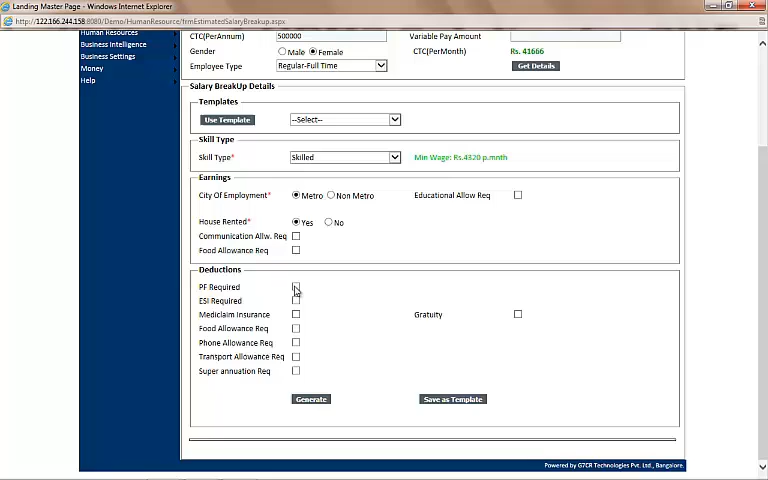 Landing Master Page - Windows Internet Explorer
http://122.166.244.158:8080/Demo/HumanResource/frmEstimatedSalaryBreakup.aspx
Human Resources
Business Intelligence
Business Settings
Money
Help
CTC(PerAnnum) 500000 Variable Pay Amount
Gender Male Female CTC(PerMonth) Rs. 41666
Employee Type Regular-Full Time Get Details
Salary BreakUp Details
Templates
Use Template --Select--
Skill Type
Skill Type* Skilled Min Wage: Rs.4320 p.mnth
Earnings
City Of Employment* Metro Non Metro Educational Allow Req
House Rented* Yes No
Communication Allw. Req
Food Allowance Req
Deductions
PF Required
ESI Required
Mediclaim Insurance Gratuity
Food Allowance Req
Phone Allowance Req
Transport Allowance Req
Super annuation Req
Generate Save as Template
Powered by G7CR Technologies Pvt. Ltd., Bangalore.